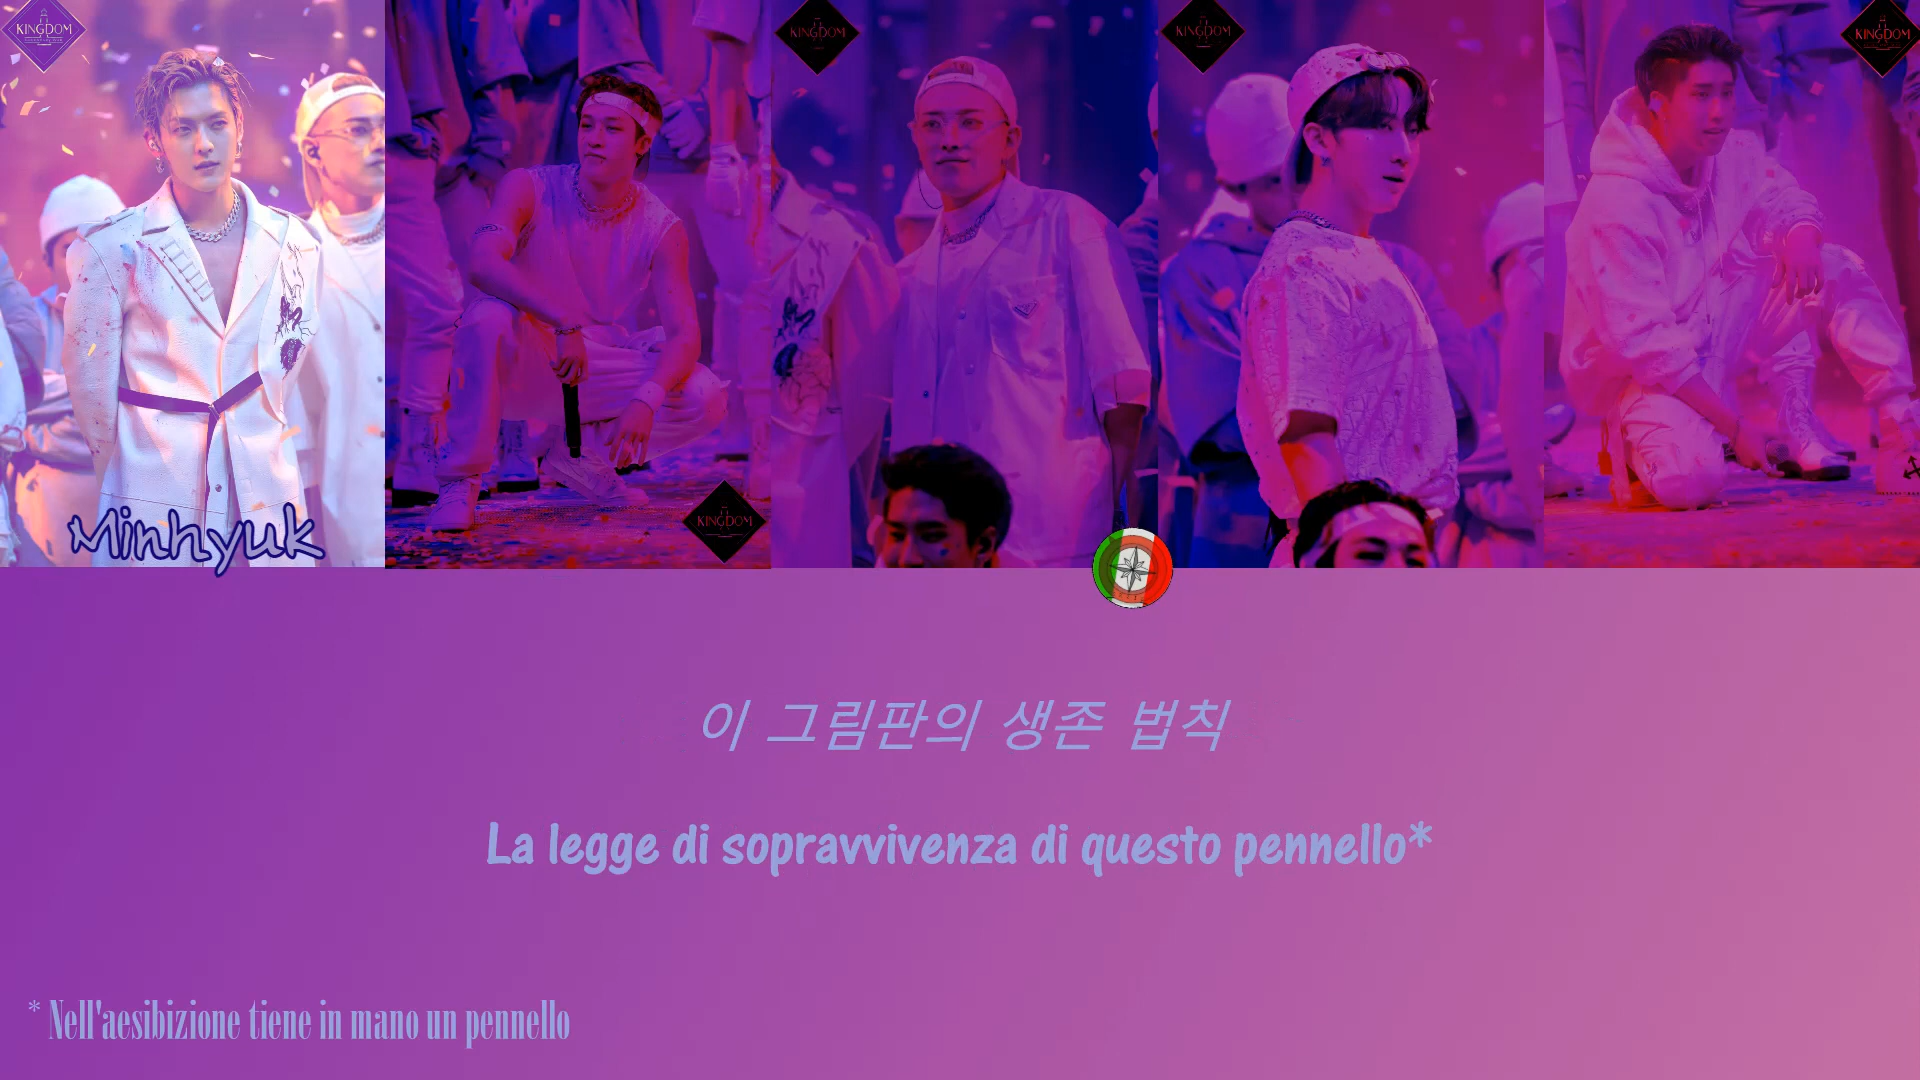 KINGDOM
KINGDOM
KINGDOM
KINGDOM
KINGDOM
Minhyuk
이 그림판의 생존 법칙
La legge di sopravvivenza di questo pennello*
* Nell'aesibizione tiene in mano un pennello